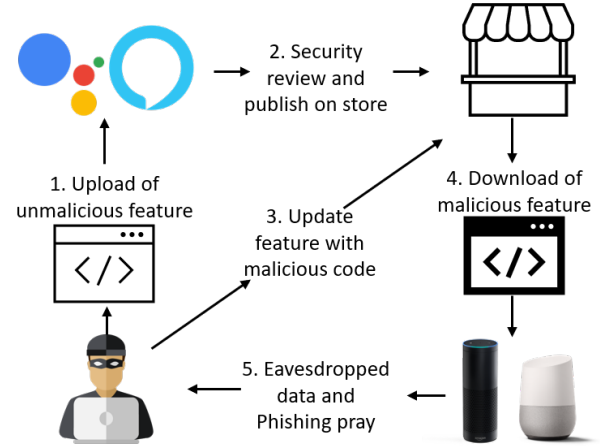 2. Security
review and
publish on store
1. Upload of
unmalicious feature
3. Update
feature with
malicious code
4. Download of
malicious feature
</>
</>
5. Eavesdropped
data and
Phishing pray